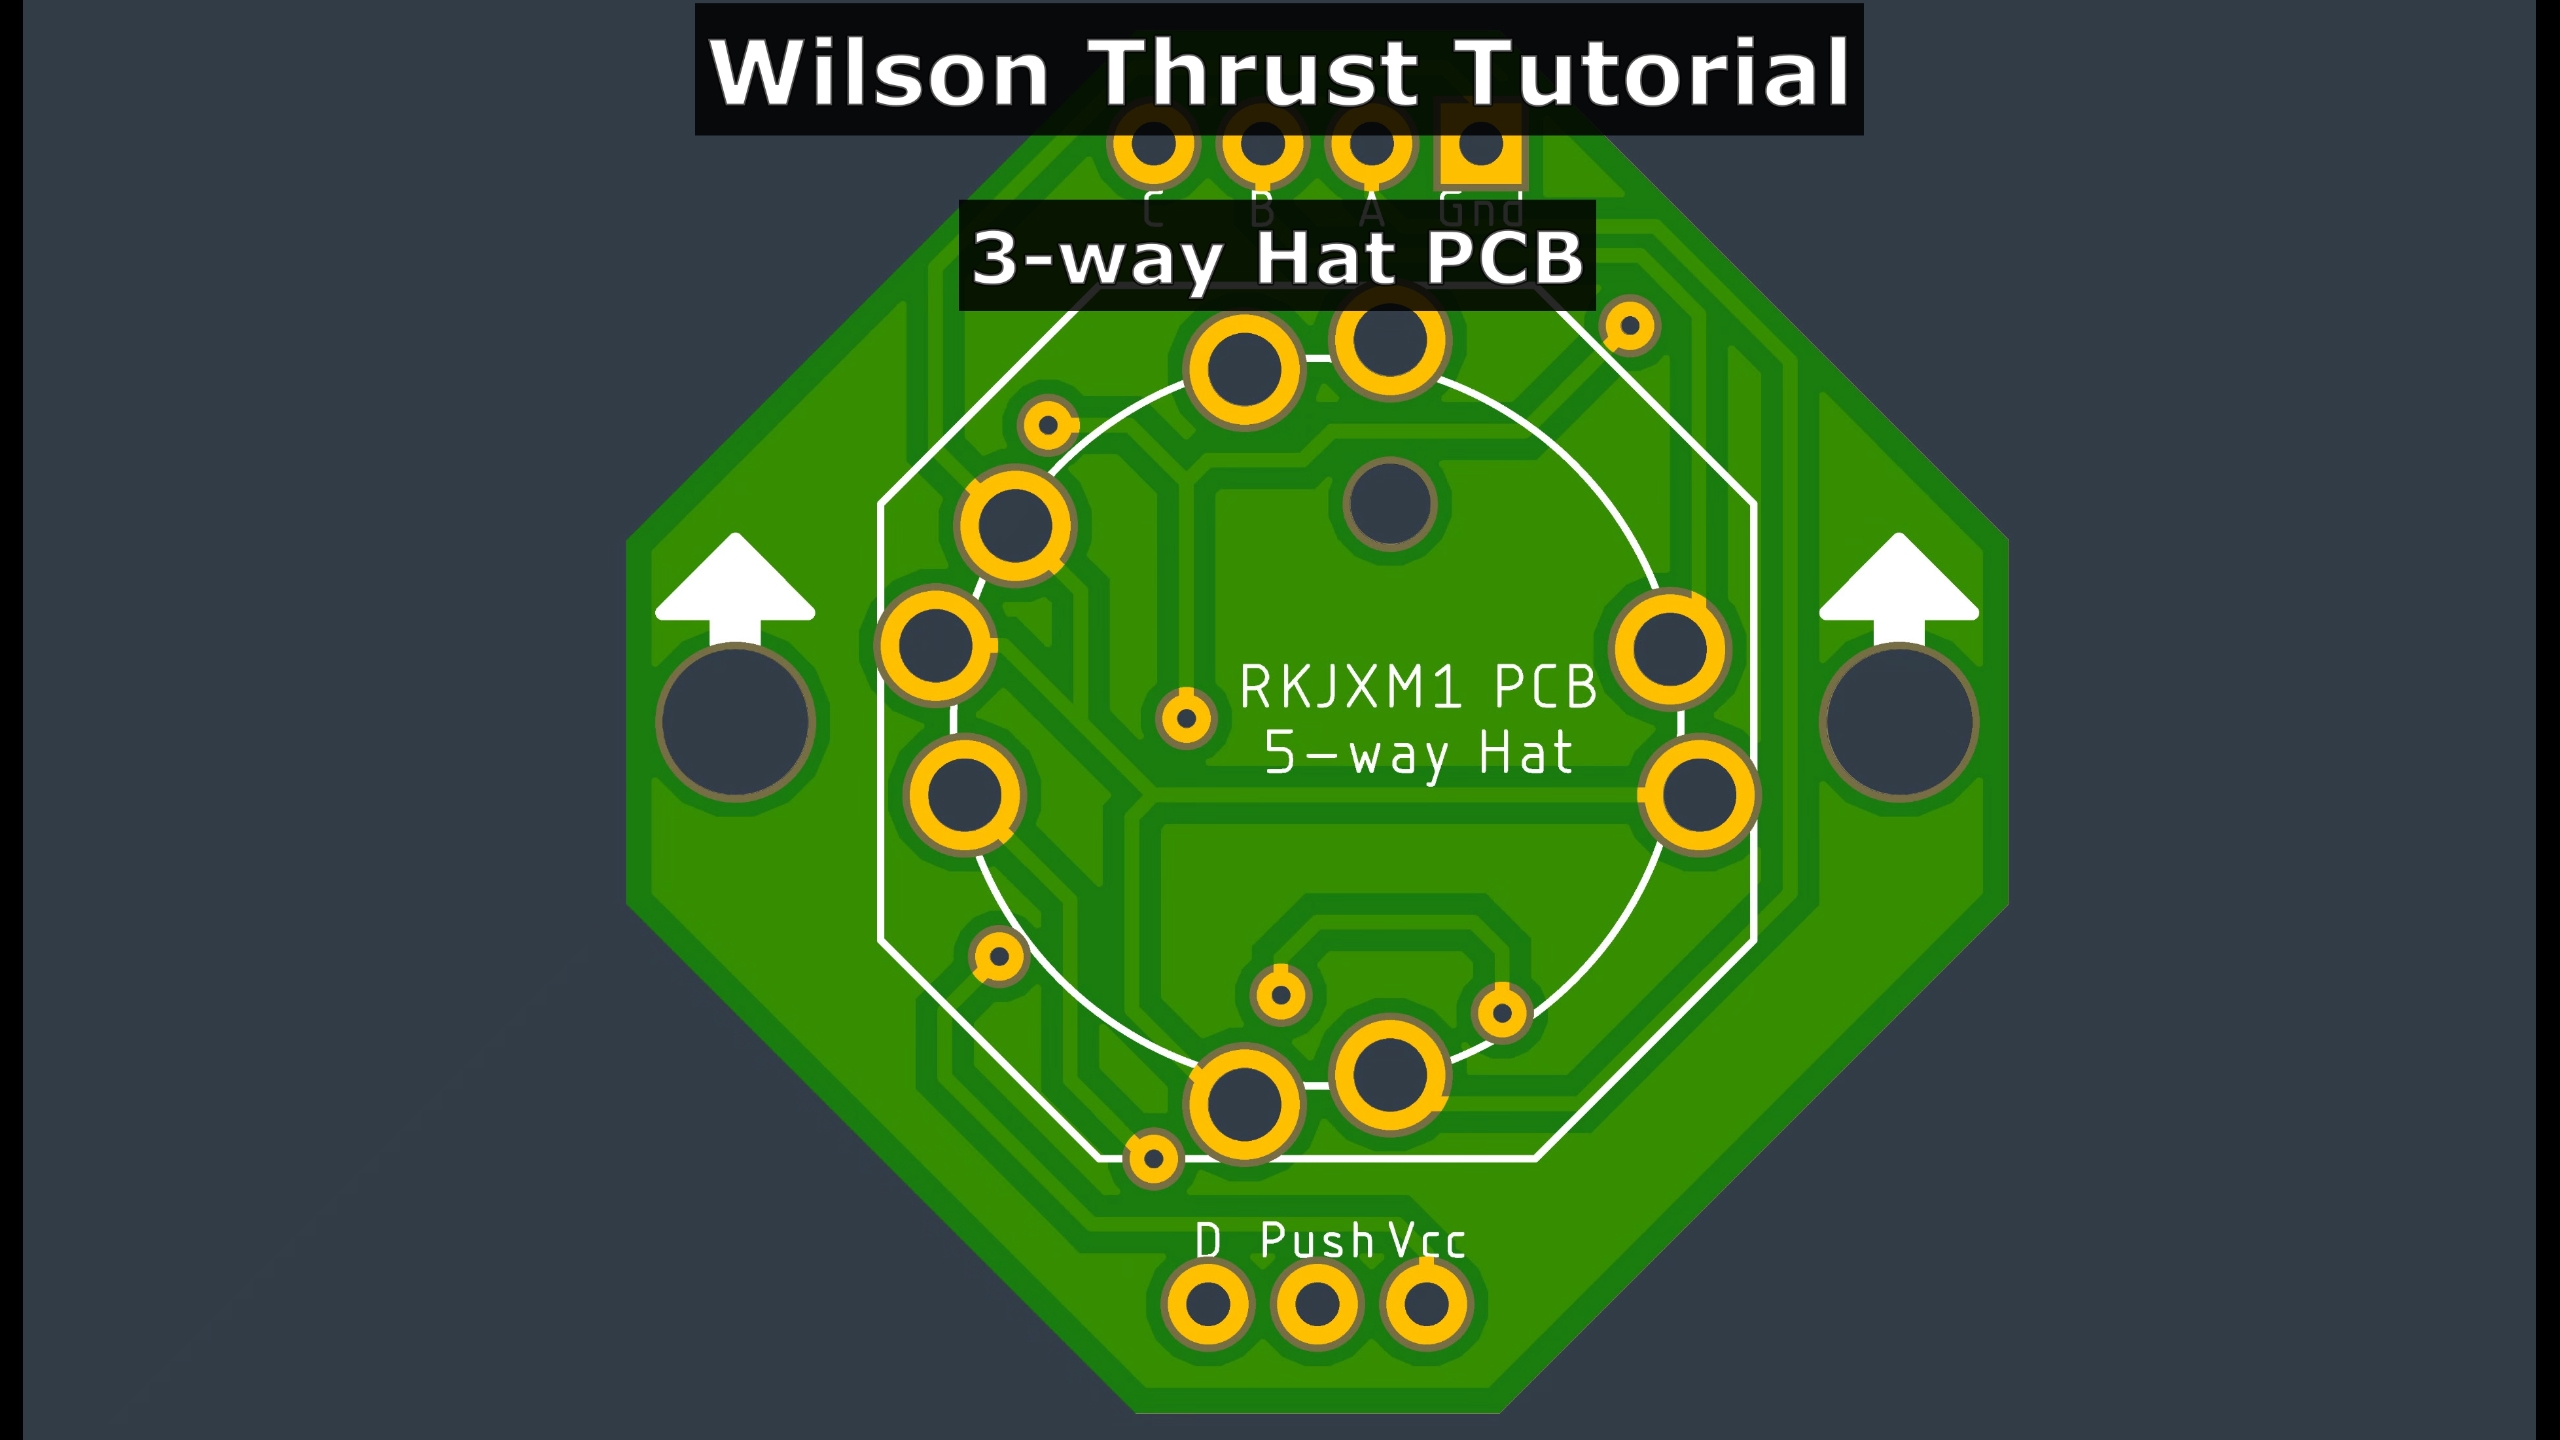 Wilson Thrust Tutorial
C B A Gnd
3-way Hat PCB
RKJXM1 PCB
5-way Hat
D Push Vcc